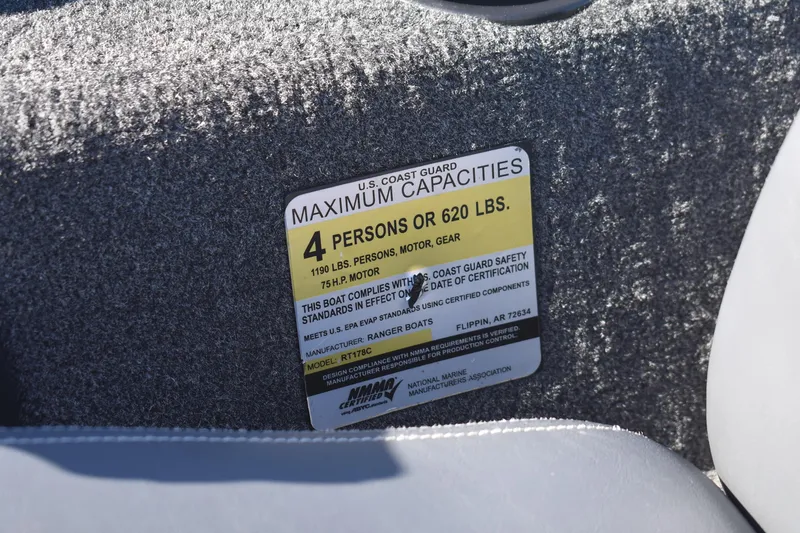 U.S. COAST GUARD
MAXIMUM CAPACITIES
4 PERSONS OR 620 LBS.
1190 LBS. PERSONS, MOTOR, GEAR
75 H.P. MOTOR
THIS BOAT COMPLIES WITH U.S. COAST GUARD SAFETY
STANDARDS IN EFFECT ON DATE OF CERTIFICATION
MEETS U.S. EPA EVAP STANDARDS USING CERTIFIED COMPONENTS
MANUFACTURER: RANGER BOATS FLIPPIN, AR 72634
MODEL: RT178C
DESIGN COMPLIANCE WITH NMMA REQUIREMENTS IS VERIFIED.
MANUFACTURER RESPONSIBLE FOR PRODUCTION CONTROL.
NMMA
CERTIFIED
NATIONAL MARINE
MANUFACTURERS ASSOCIATION